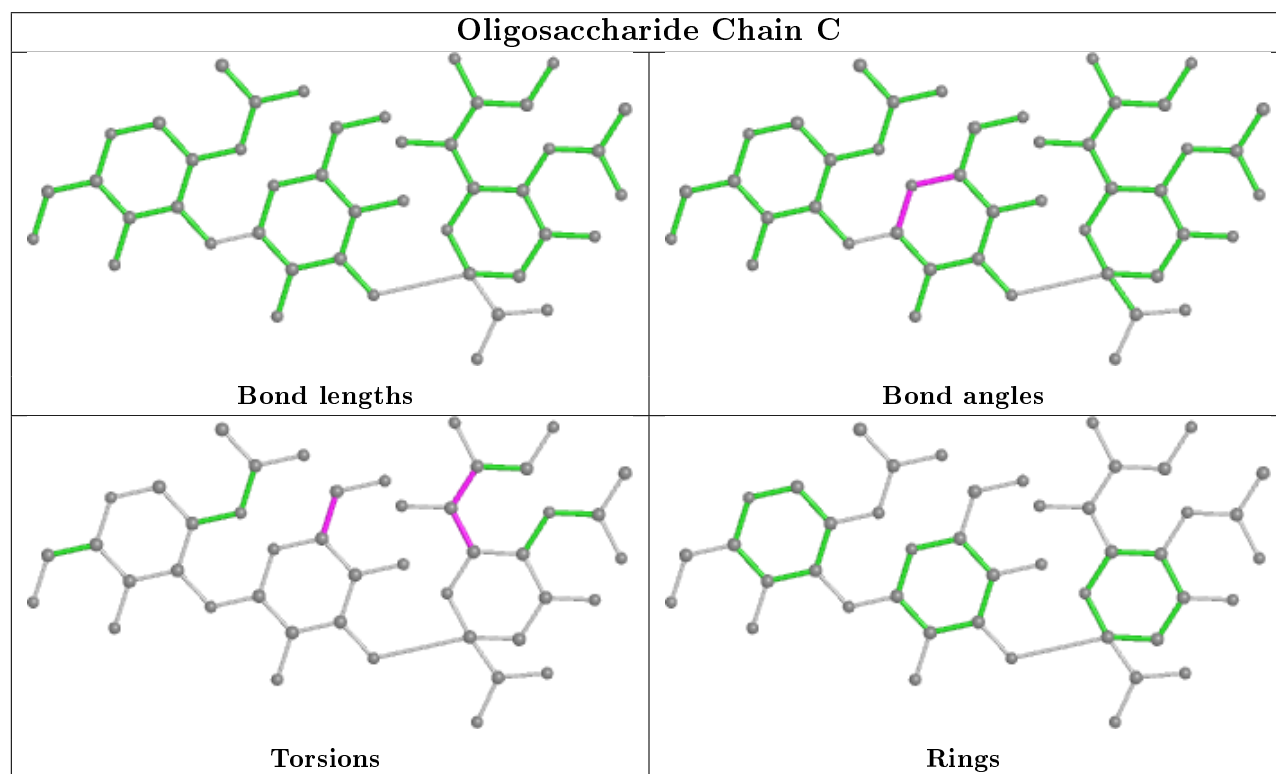 Oligosaccharide Chain C
Bond lengths
Bond angles
Torsions
Rings